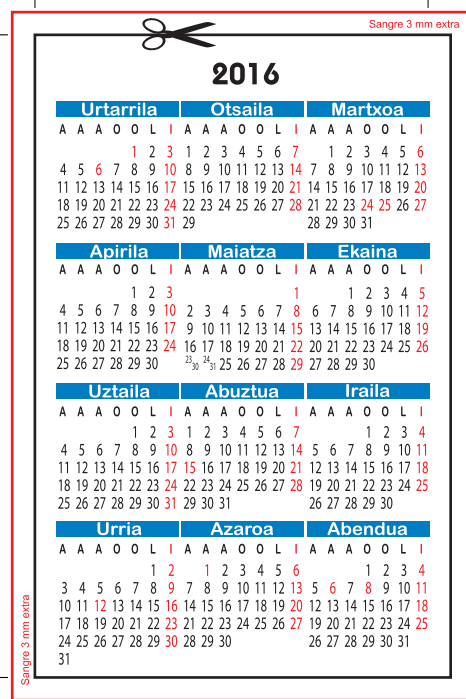 Sangre 3 mm extra
2016
Urtarrila Otsaila Martxoa
A A A O O L I A A A O O L I A A A O O L I
1 2 3 1 2 3 4 5 6 7 1 2 3 4 5 6
4 5 6 7 8 9 10 8 9 10 11 12 13 14 7 8 9 10 11 12 13
11 12 13 14 15 16 17 15 16 17 18 19 20 21 14 15 16 17 18 19 20
18 19 20 21 22 23 24 22 23 24 25 26 27 28 21 22 23 24 25 26 27
25 26 27 28 29 30 31 29 28 29 30 31
Apirila Maiatza Ekaina
A A A O O L I A A A O O L I A A A O O L I
1 2 3 1 1 2 3 4 5
4 5 6 7 8 9 10 2 3 4 5 6 7 8 6 7 8 9 10 11 12
11 12 13 14 15 16 17 9 10 11 12 13 14 15 13 14 15 16 17 18 19
18 19 20 21 22 23 24 16 17 18 19 20 21 22 20 21 22 23 24 25 26
25 26 27 28 29 30 23 30 24 31 25 26 27 28 29 27 28 29 30
Uztaila Abuztua Iraila
A A A O O L I A A A O O L I A A A O O L I
1 2 3 1 2 3 4 5 6 7 1 2 3 4
4 5 6 7 8 9 10 8 9 10 11 12 13 14 5 6 7 8 9 10 11
11 12 13 14 15 16 17 15 16 17 18 19 20 21 12 13 14 15 16 17 18
18 19 20 21 22 23 24 22 23 24 25 26 27 28 19 20 21 22 23 24 25
25 26 27 28 29 30 31 29 30 31 26 27 28 29 30
Urria Azaroa Abendua
A A A O O L I A A A O O L I A A A O O L I
1 2 1 2 3 4 5 6 1 2 3 4
3 4 5 6 7 8 9 7 8 9 10 11 12 13 5 6 7 8 9 10 11
10 11 12 13 14 15 16 14 15 16 17 18 19 20 12 13 14 15 16 17 18
17 18 19 20 21 22 23 21 22 23 24 25 26 27 19 20 21 22 23 24 25
24 25 26 27 28 29 30 28 29 30 26 27 28 29 30 31
31
Sangre 3 mm extra